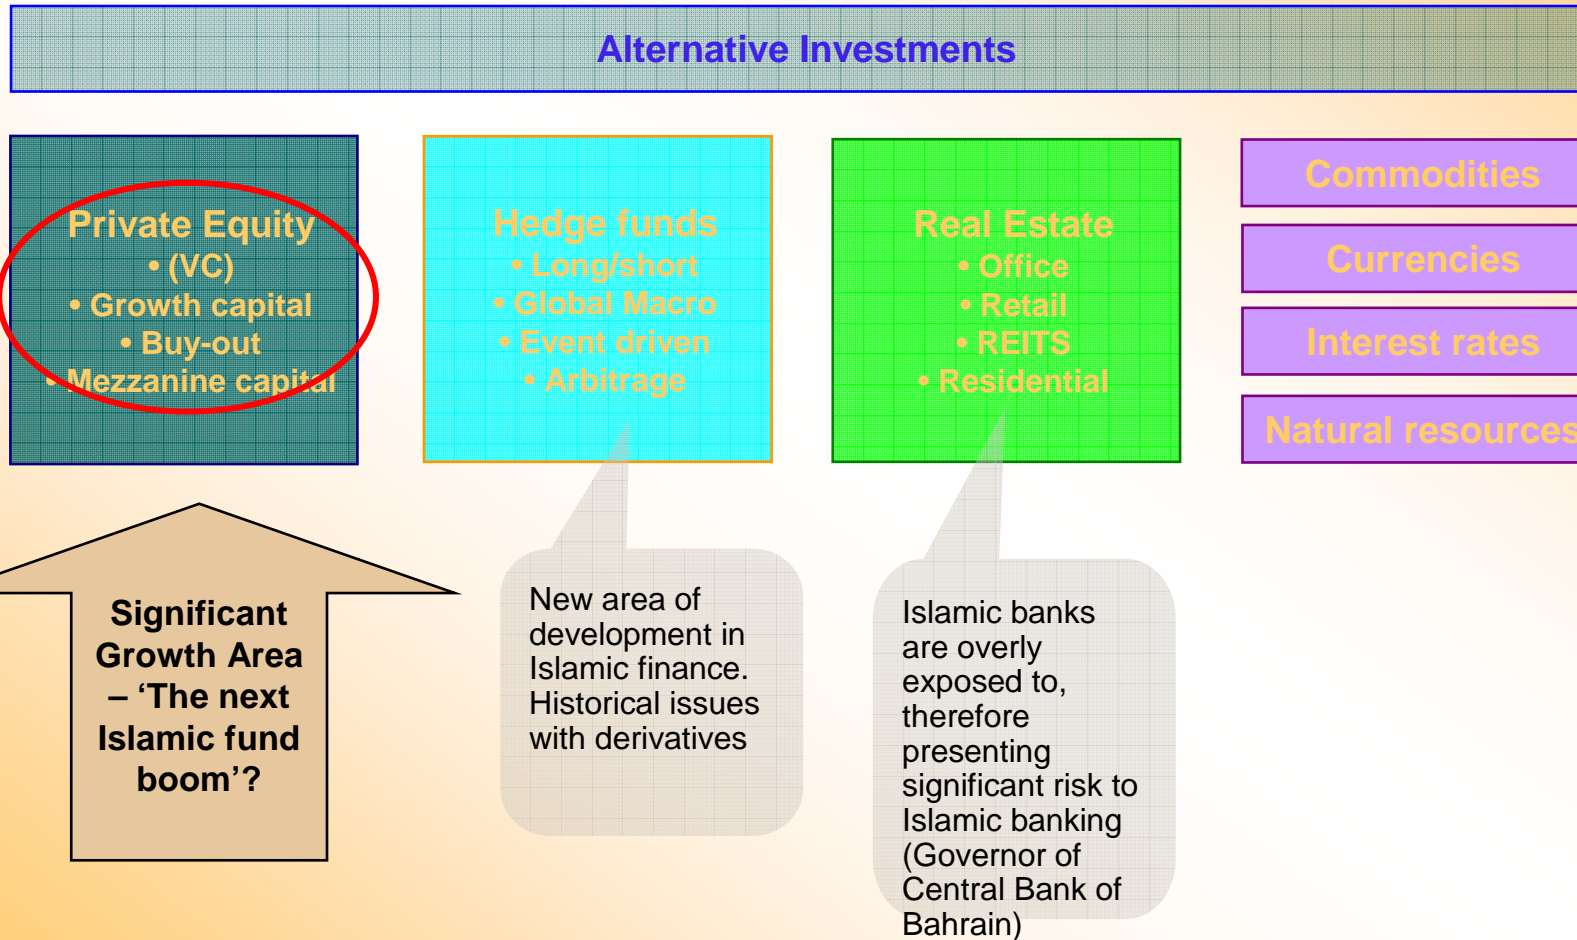 Alternative Investments
Private Equity
• (VC)
• Growth capital
• Buy-out
• Mezzanine capital
Hedge funds
• Long/short
• Global Macro
• Event driven
• Arbitrage
Real Estate
• Office
• Retail
• REITS
• Residential
Commodities
Currencies
Interest rates
Natural resources
Significant
Growth Area
– ‘The next
Islamic fund
boom’?
New area of
development in
Islamic finance.
Historical issues
with derivatives
Islamic banks
are overly
exposed to,
therefore
presenting
significant risk to
Islamic banking
(Governor of
Central Bank of
Bahrain)